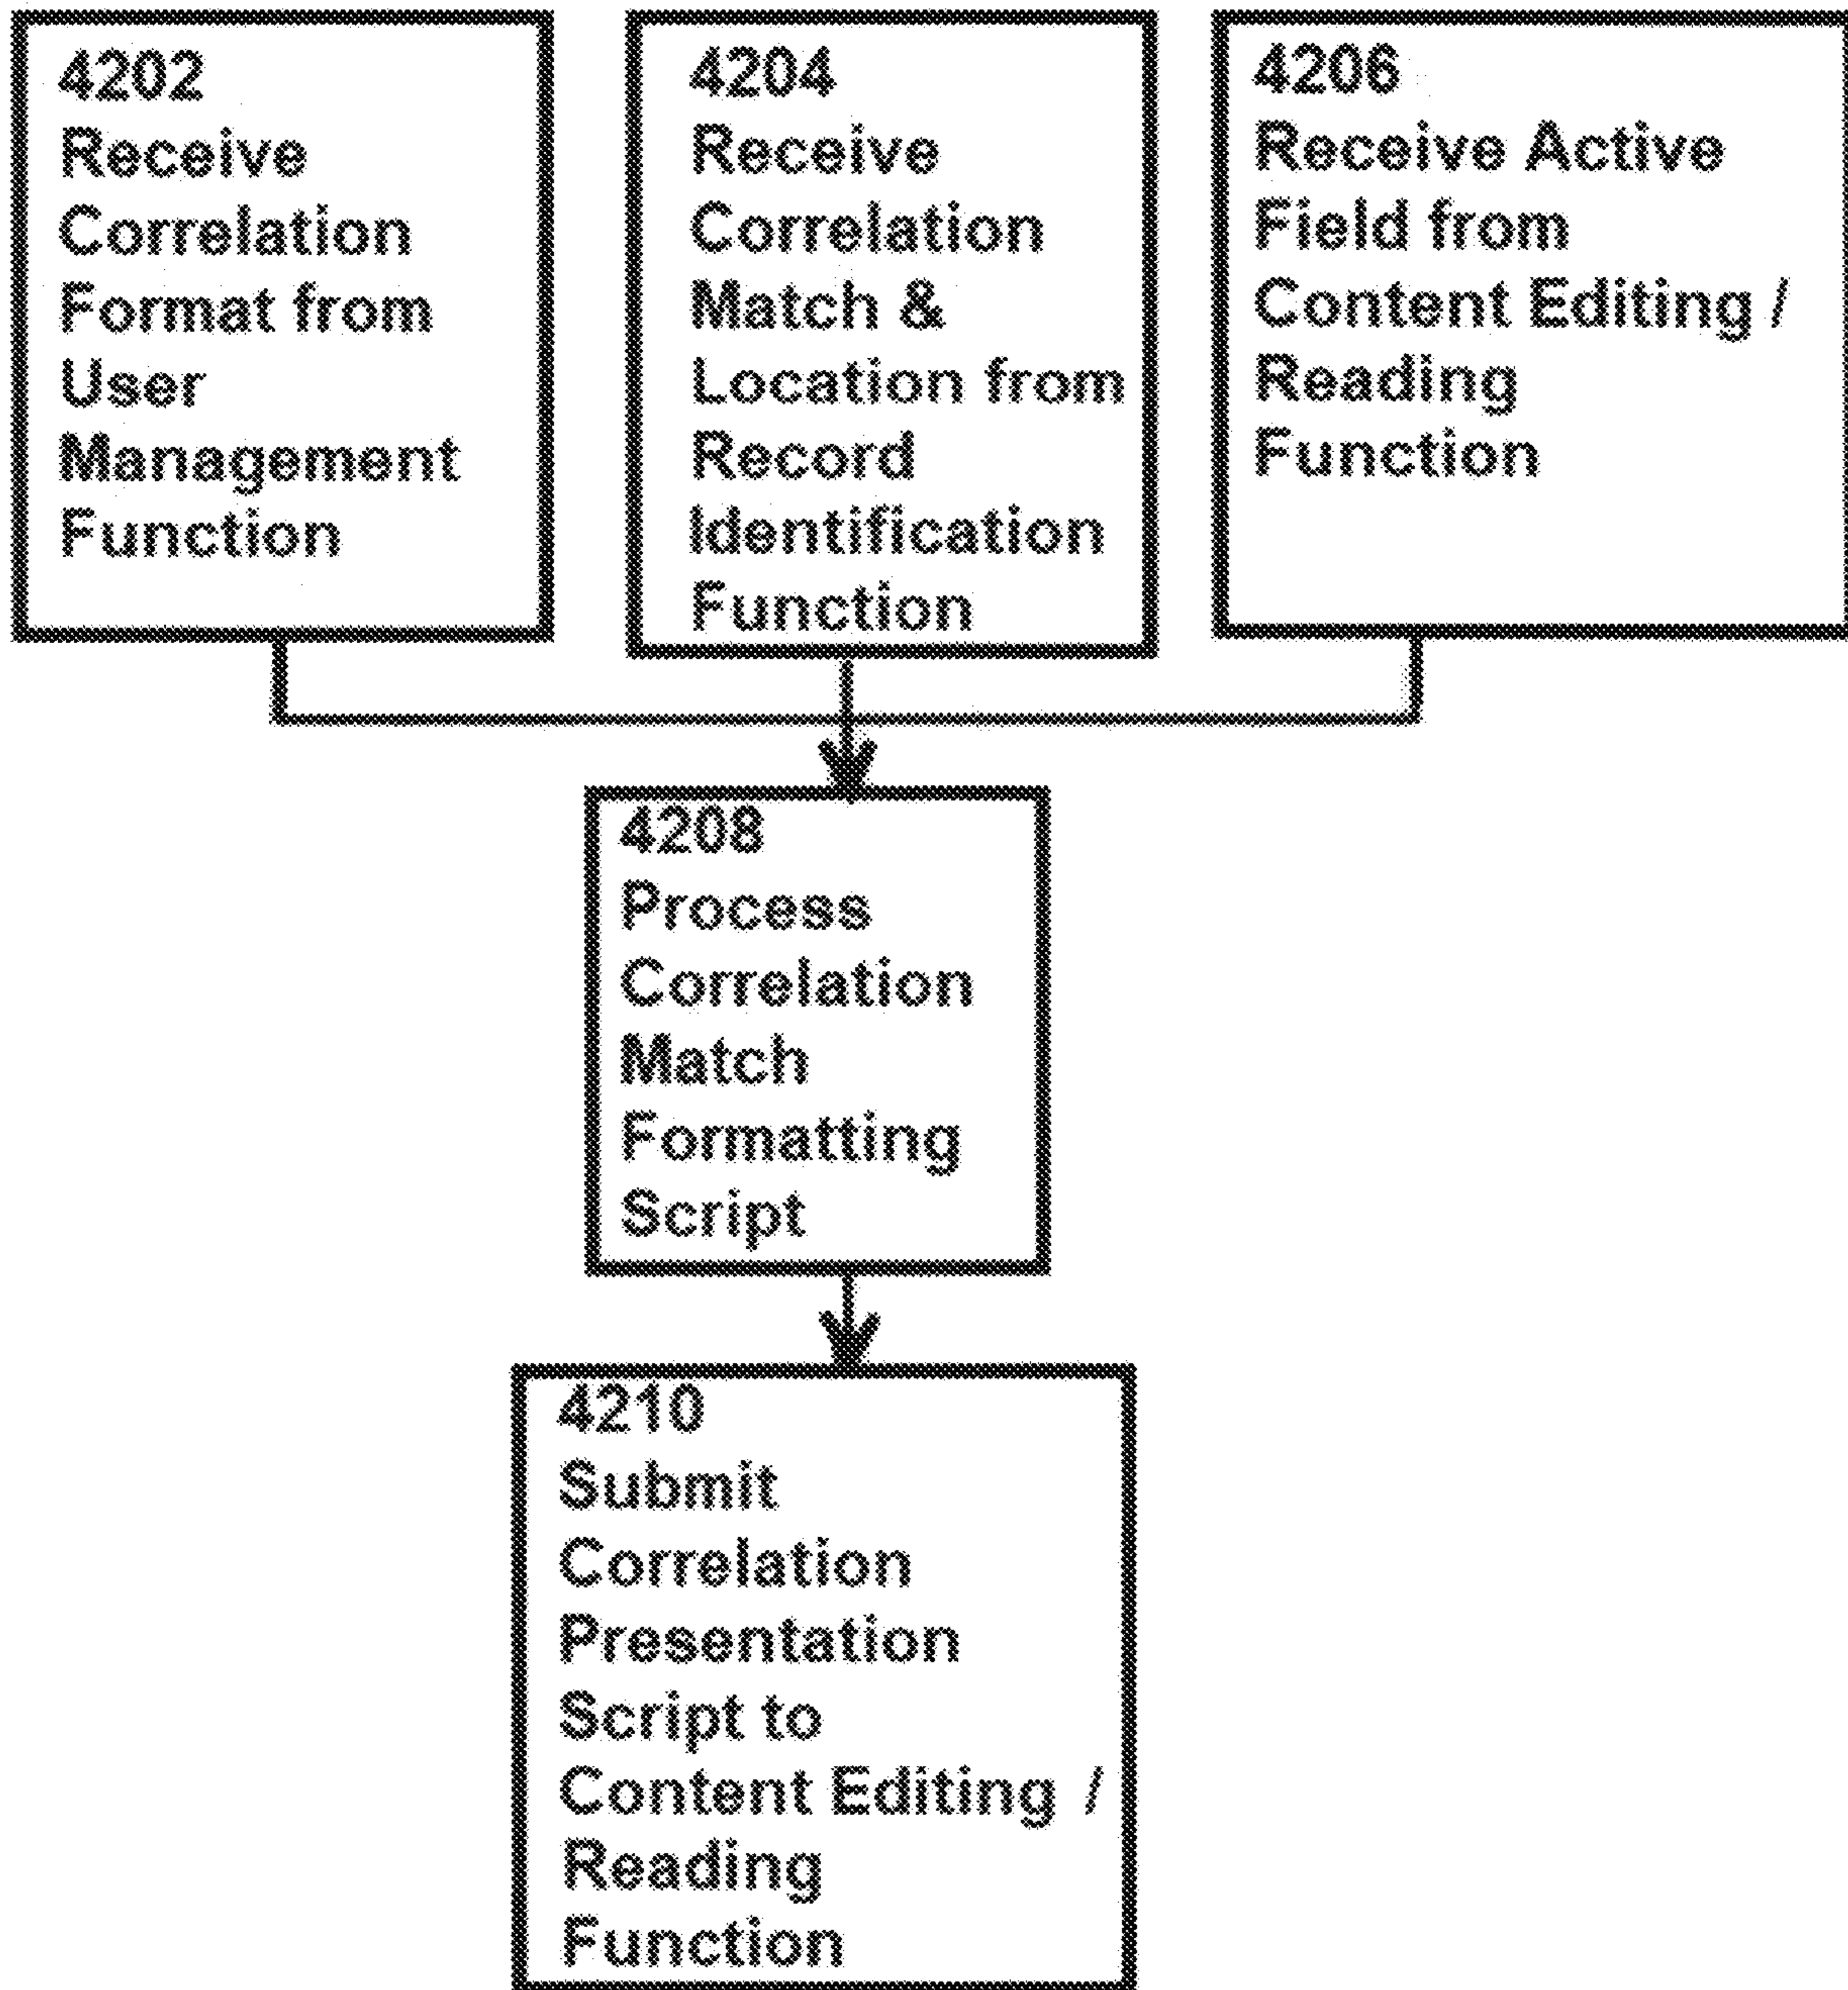 4202
Receive
Correlation
Format from
User
Management
Function
4204
Receive
Correlation
Match &
Location from
Record
Identification
Function
4206
Receive Active
Field from
Content Editing /
Reading
Function
4208
Process
Correlation
Match
Formatting
Script
4210
Submit
Correlation
Presentation
Script to
Content Editing /
Reading
Function